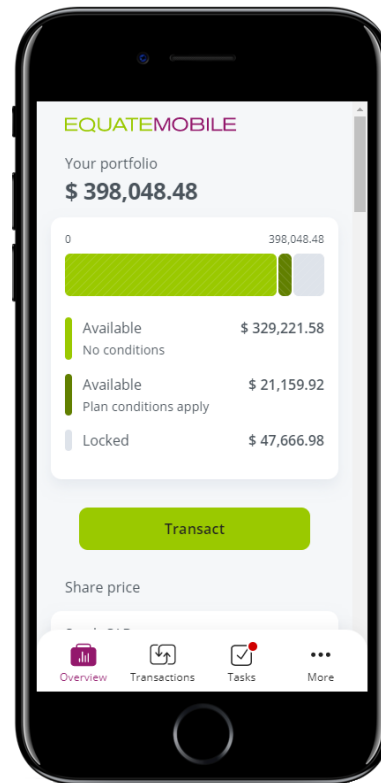 EQUATEMOBILE
Your portfolio
$ 398,048.48
0 398,048.48
Available $ 329,221.58
No conditions
Available $ 21,159.92
Plan conditions apply
Locked $ 47,666.98
Transact
Share price
Overview Transactions Tasks More